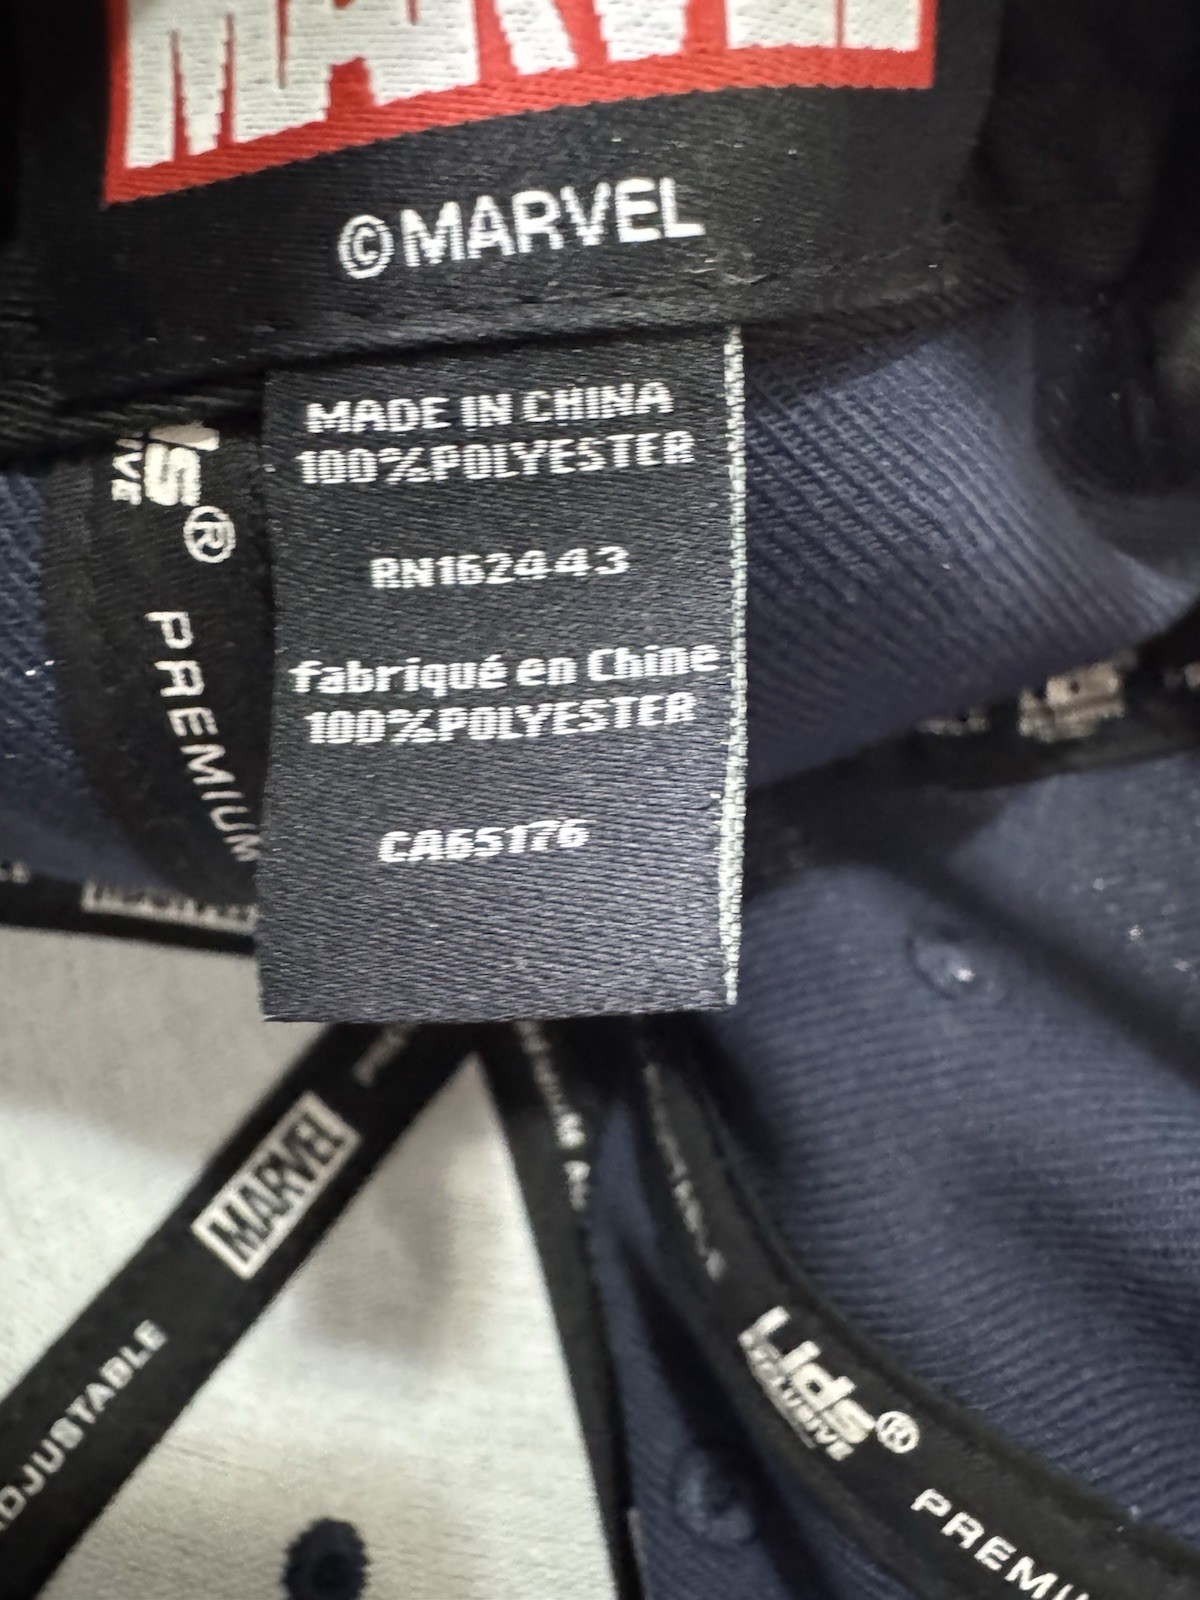 MARVEL
©MARVEL
MADE IN CHINA
100%POLYESTER
RN162443
fabriqué en Chine
100%POLYESTER
CA65176
PREMIUM
MARVEL
ADJUSTABLE
Lids®
EXCLUSIVE
PREMIU